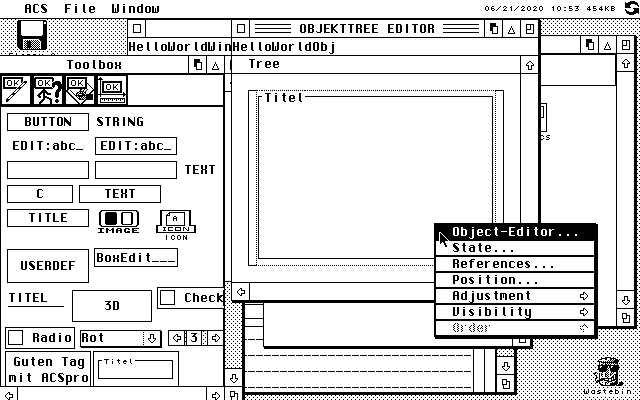 ACS File Window 06/21/2020 10:53 454KB
OBJEKTTREE EDITOR
HelloWorldWin HelloWorldObj
Toolbox
Tree
OK OK OK OK
Titel
BUTTON STRING
EDIT:abc_ EDIT:abc_
TEXT
C TEXT
TITLE IMAGE ICON
ICON
USERDEF BoxEdit___
TITEL 3D Check
Radio Rot 3
Guten Tag
mit ACSpro
Titel
Object-Editor...
State...
References...
Position...
Adjustment
Visibility
Order
Wastebin